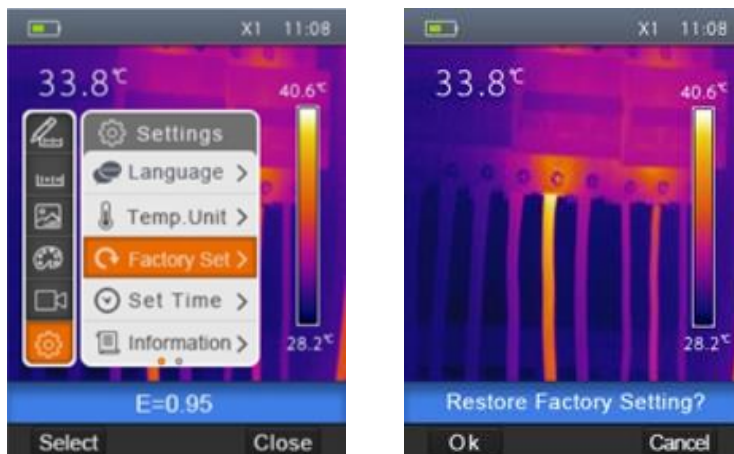 X1 11:08
33.8℃
40.6℃
Settings
Language >
Temp.Unit >
Factory Set >
Set Time >
Information >
28.2℃
E=0.95
Select Close
X1 11:08
33.8℃
40.6℃
28.2℃
Restore Factory Setting?
Ok Cancel